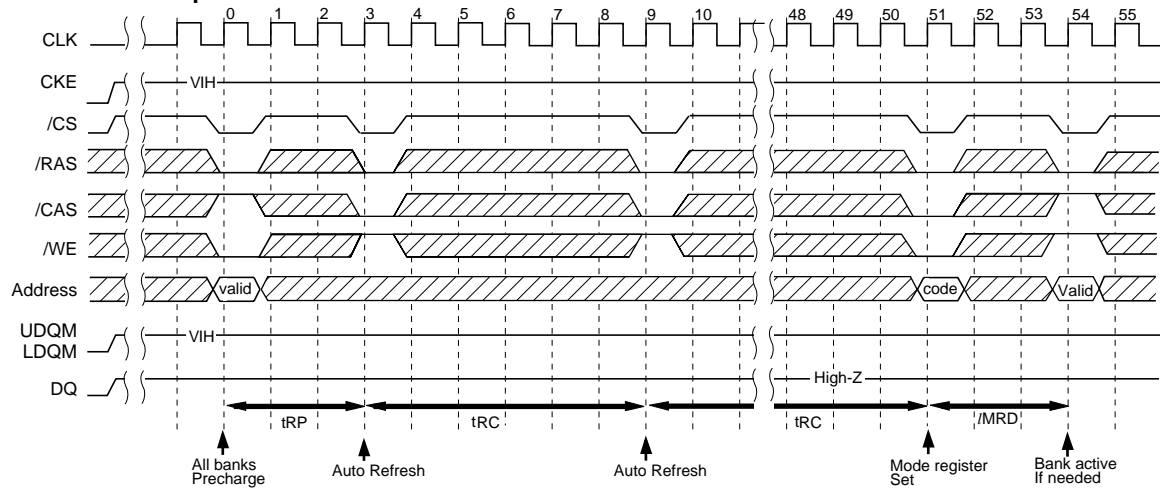 0 1 2 3 4 5 6 7 8 9 10 48 49 50 51 52 53 54 55
CLK
CKE VIH
/CS
/RAS
/CAS
/WE
Address valid code Valid
UDQM
LDQM
VIH
DQ High-Z
tRP tRC tRC /MRD
All banks
Precharge
Auto Refresh
Auto Refresh
Mode register
Set
Bank active
If needed